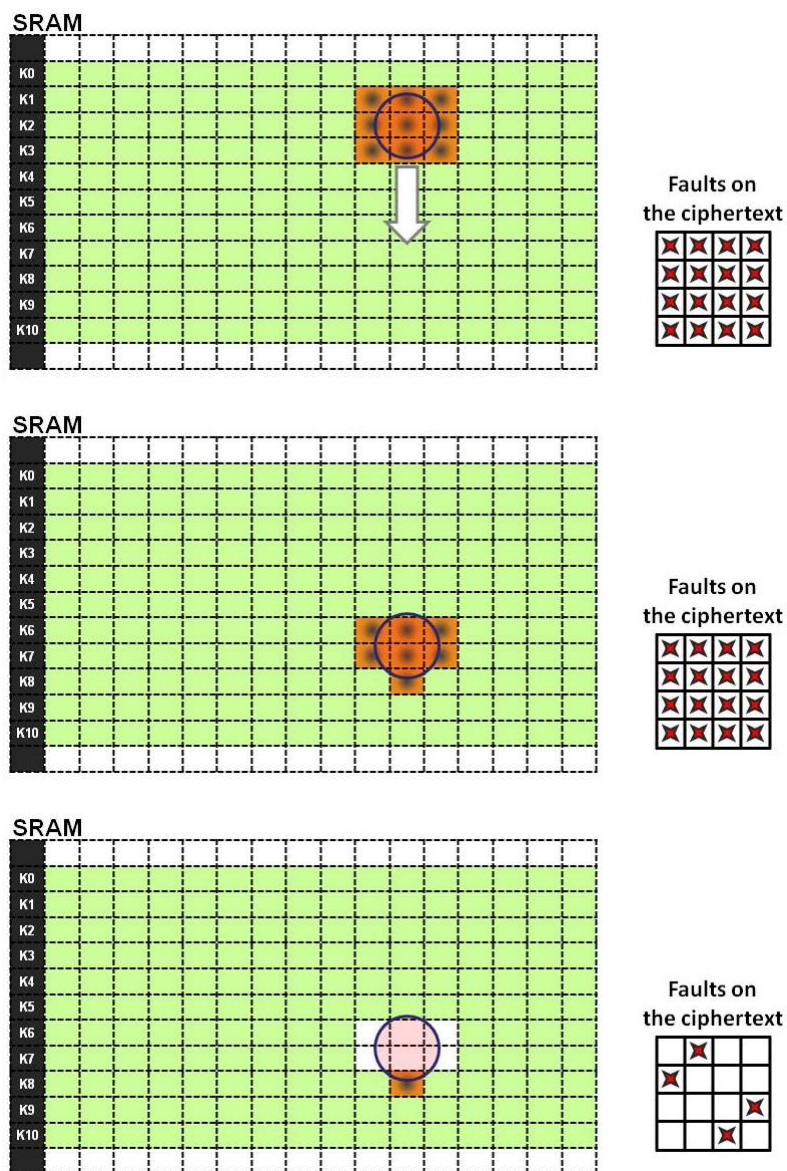 SRAM
K0
K1
K2
K3
K4
K5
K6
K7
K8
K9
K10
Faults on
the ciphertext
SRAM
K0
K1
K2
K3
K4
K5
K6
K7
K8
K9
K10
Faults on
the ciphertext
SRAM
K0
K1
K2
K3
K4
K5
K6
K7
K8
K9
K10
Faults on
the ciphertext